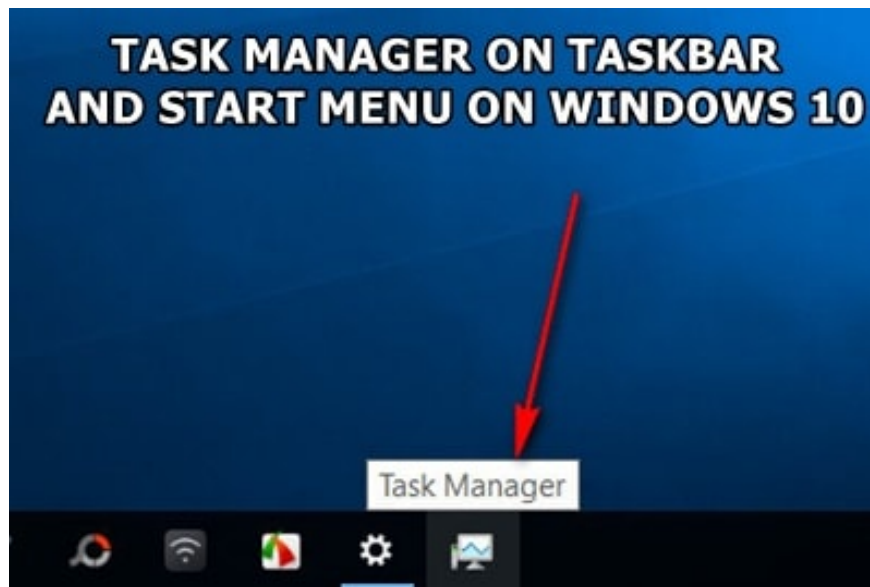 TASK MANAGER ON TASKBAR
AND START MENU ON WINDOWS 10
Task Manager